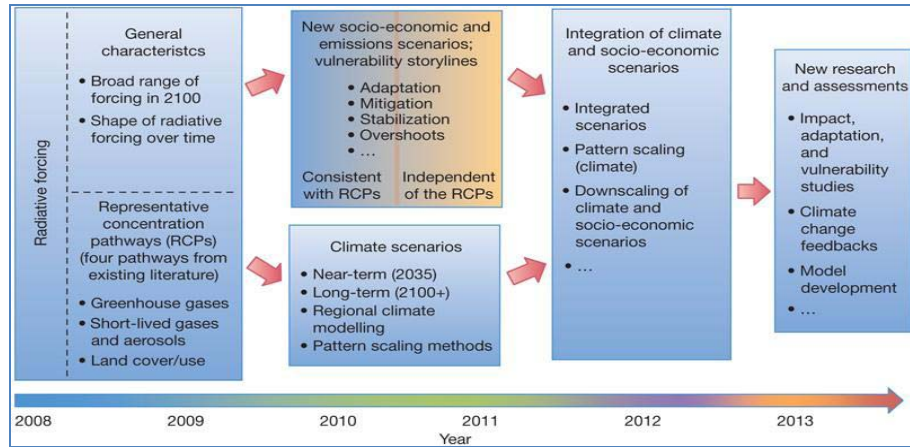 Radiative forcing
General
characteristcs
• Broad range of
forcing in 2100
• Shape of radiative
forcing over time
Representative
concentration
pathways (RCPs)
(four pathways from
existing literature)
• Greenhouse gases
• Short-lived gases
and aerosols
• Land cover/use
New socio-economic and
emissions scenarios;
vulnerability storylines
• Adaptation
• Mitigation
• Stabilization
• Overshoots
• ...
Consistent
with RCPs
Independent
of the RCPs
Climate scenarios
• Near-term (2035)
• Long-term (2100+)
• Regional climate
modelling
• Pattern scaling methods
Integration of climate
and socio-economic
scenarios
• Integrated
scenarios
• Pattern scaling
(climate)
• Downscaling of
climate and
socio-economic
scenarios
• ...
New research
and assessments
• Impact,
adaptation,
and
vulnerability
studies
• Climate
change
feedbacks
• Model
development
• ...
2008 2009 2010 2011 2012 2013
Year